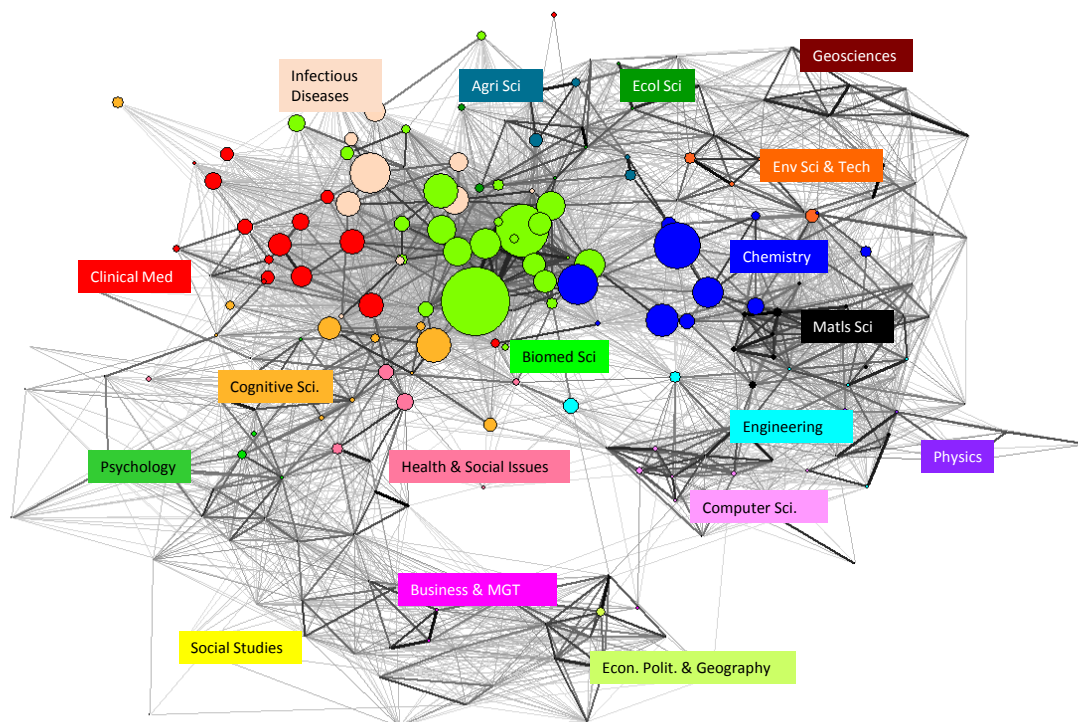 Geosciences
Infectious
Diseases
Agri Sci
Ecol Sci
Env Sci & Tech
Clinical Med
Chemistry
Matls Sci
Biomed Sci
Cognitive Sci.
Engineering
Psychology
Health & Social Issues
Physics
Computer Sci.
Business & MGT
Social Studies
Econ. Polit. & Geography